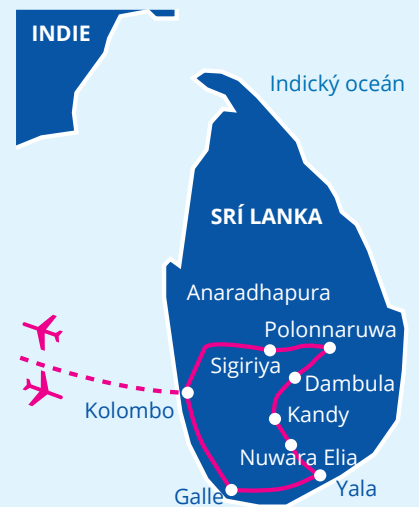 INDIE
Indický oceán
SRÍ LANKA
Anaradhapura
Polonnaruwa
Sigiriya
Dambula
Kolombo
Kandy
Nuwara Elia
Yala
Galle